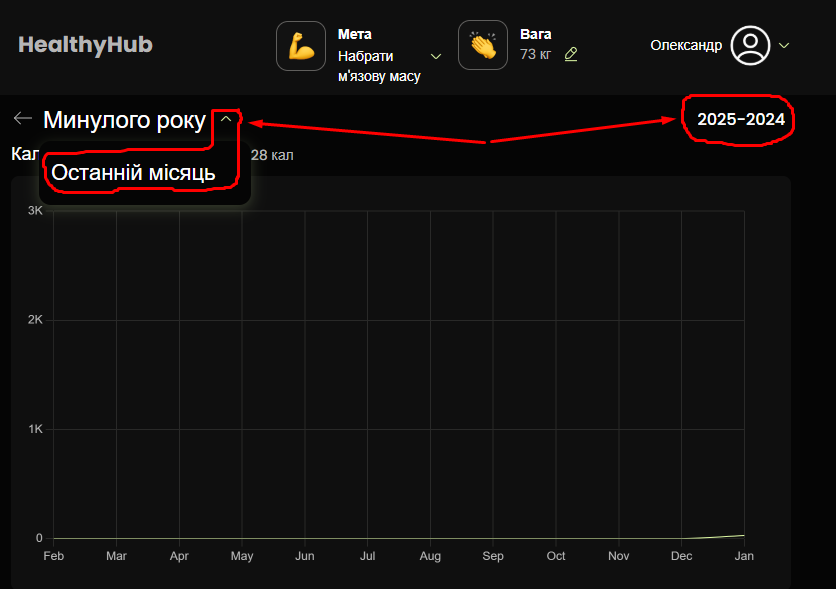 HealthyHub
Мета
Набрати
м'язову масу
Вага
73 кг
Олександр
Минулого року
2025-2024
Кал
28 кал
Останній місяць
3K
2K
1K
0
Feb Mar Apr May Jun Jul Aug Sep Oct Nov Dec Jan